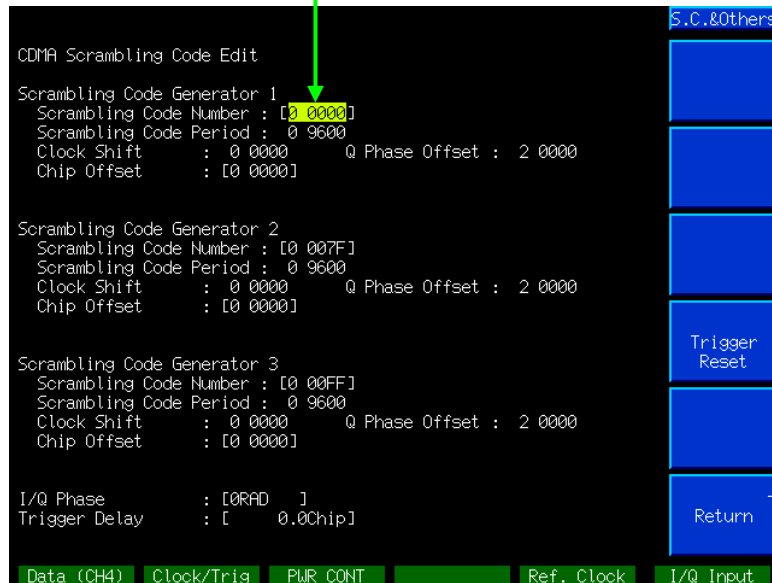 S.C.&Others
CDMA Scrambling Code Edit
Scrambling Code Generator 1
Scrambling Code Number : [0 0000]
Scrambling Code Period : 0 9600
Clock Shift : 0 0000 Q Phase Offset : 2 0000
Chip Offset : [0 0000]
Scrambling Code Generator 2
Scrambling Code Number : [0 007F]
Scrambling Code Period : 0 9600
Clock Shift : 0 0000 Q Phase Offset : 2 0000
Chip Offset : [0 0000]
Trigger
Reset
Scrambling Code Generator 3
Scrambling Code Number : [0 00FF]
Scrambling Code Period : 0 9600
Clock Shift : 0 0000 Q Phase Offset : 2 0000
Chip Offset : [0 0000]
I/Q Phase : [0RAD ]
Trigger Delay : [ 0.0Chip]
Return
Data (CH4) Clock/Trig PWR CONT Ref. Clock I/Q Input